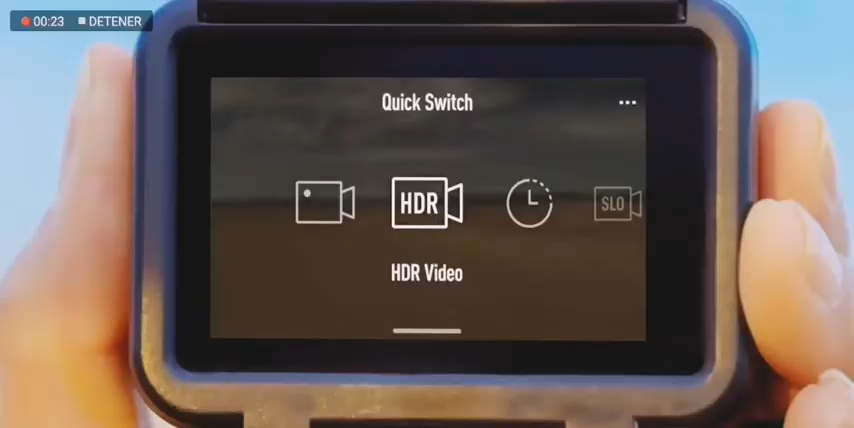 00:23 DETENER
Quick Switch
HDR
SLO
HDR Video